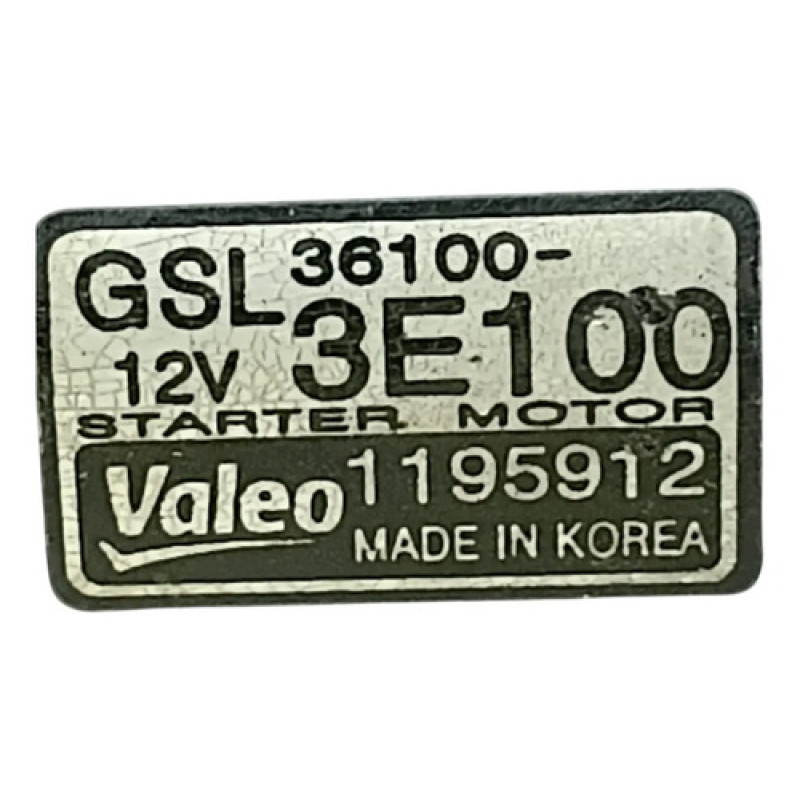 GSL 36100-
12V 3E100
STARTER MOTOR
Valeo 1195912
MADE IN KOREA